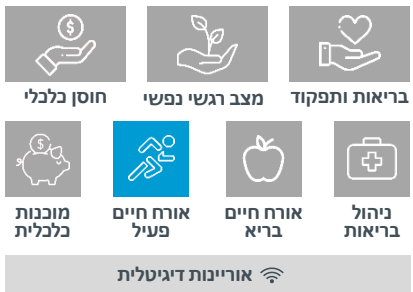 בריאות ותפקוד
מצב רגשי נפשי
חוסן כלכלי
ניהול
בריאות
אורח חיים
בריא
אורח חיים
פעיל
מוכנות
כלכלית
אוריינות דיגיטלית